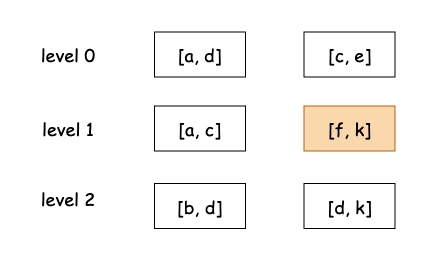 level 0 [a, d] [c, e]
level 1 [a, c] [f, k]
level 2 [b, d] [d, k]